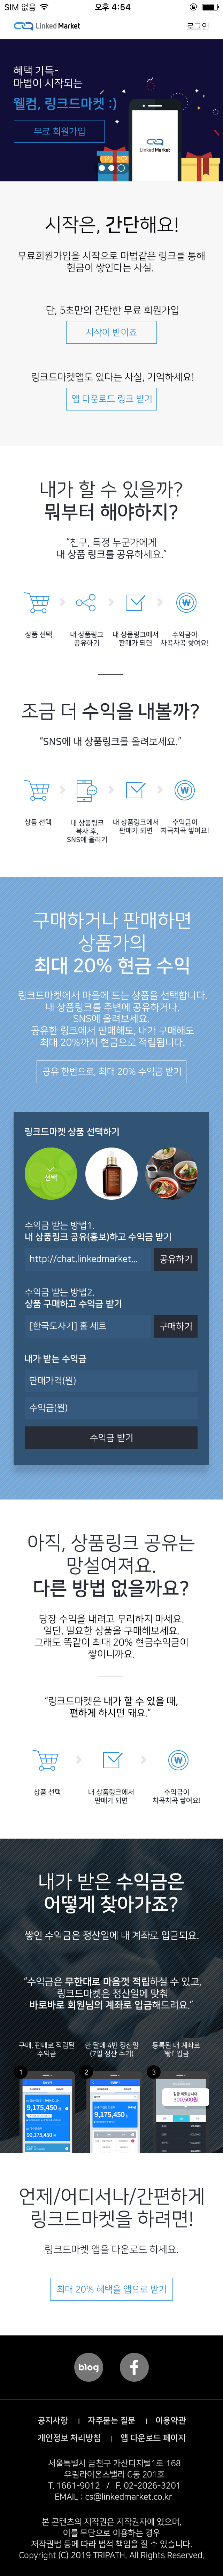 SIM 없음 오후 4:54
Linked Market 로그인
혜택 가득-
마법이 시작되는
웰컴, 링크드마켓 :)
무료 회원가입
Linked Market
시작은, 간단해요!
무료회원가입을 시작으로 마법같은 링크를 통해
현금이 쌓인다는 사실.
단, 5초만의 간단한 무료 회원가입
시작이 반이죠
링크드마켓앱도 있다는 사실, 기억하세요!
앱 다운로드 링크 받기
내가 할 수 있을까?
뭐부터 해야하지?
“친구, 특정 누군가에게
내 상품 링크를 공유하세요.”
상품 선택
내 상품링크
공유하기
내 상품링크에서
판매가 되면
수익금이
차곡차곡 쌓여요!
조금 더 수익을 내볼까?
“SNS에 내 상품링크를 올려보세요.”
상품 선택
내 상품링크
복사 후,
SNS에 올리기
내 상품링크에서
판매가 되면
수익금이
차곡차곡 쌓여요!
구매하거나 판매하면
상품가의
최대 20% 현금 수익
링크드마켓에서 마음에 드는 상품을 선택합니다.
내 상품링크를 주변에 공유하거나,
SNS에 올려보세요.
공유한 링크에서 판매해도, 내가 구매해도
최대 20%까지 현금으로 적립됩니다.
공유 한번으로, 최대 20% 수익금 받기
링크드마켓 상품 선택하기
선택
수익금 받는 방법1.
내 상품링크 공유(홍보)하고 수익금 받기
http://chat.linkedmarket... 공유하기
수익금 받는 방법2.
상품 구매하고 수익금 받기
[한국도자기] 홈 세트 구매하기
내가 받는 수익금
판매가격(원)
수익금(원)
수익금 받기
아직, 상품링크 공유는
망설여져요.
다른 방법 없을까요?
당장 수익을 내려고 무리하지 마세요.
일단, 필요한 상품을 구매해보세요.
그래도 똑같이 최대 20% 현금수익금이
쌓이니까요.
“링크드마켓은 내가 할 수 있을 때,
편하게 하시면 돼요.”
상품 선택
내 상품링크에서
판매가 되면
수익금이
차곡차곡 쌓여요!
내가 받은 수익금은
어떻게 찾아가죠?
쌓인 수익금은 정산일에 내 계좌로 입금되요.
“수익금은 무한대로 마음껏 적립하실 수 있고,
링크드마켓은 정산일에 맞춰
바로바로 회원님의 계좌로 입금해드려요.”
구매, 판매로 적립된
수익금
한 달에 4번 정산일
(7일 정산 주기)
등록된 내 계좌로
“띵!” 입금
1
2
3
9,175,450
99,175,450
9,175,450
300,500원
언제/어디서나/간편하게
링크드마켓을 하려면!
링크드마켓 앱을 다운로드 하세요.
최대 20% 혜택을 앱으로 받기
blog f
공지사항 | 자주묻는 질문 | 이용약관
개인정보 처리방침 | 앱 다운로드 페이지
서울특별시 금천구 가산디지털1로 168
우림라이온스밸리 C동 201호
T. 1661-9012 / F. 02-2026-3201
EMAIL : cs@linkedmarket.co.kr
본 콘텐츠의 저작권은 저작권자에 있으며,
이를 무단으로 이용하는 경우
저작권법 등에 따라 법적 책임을 질 수 있습니다.
Copyright (C) 2019 TRIPATH. All Rights Reserved.